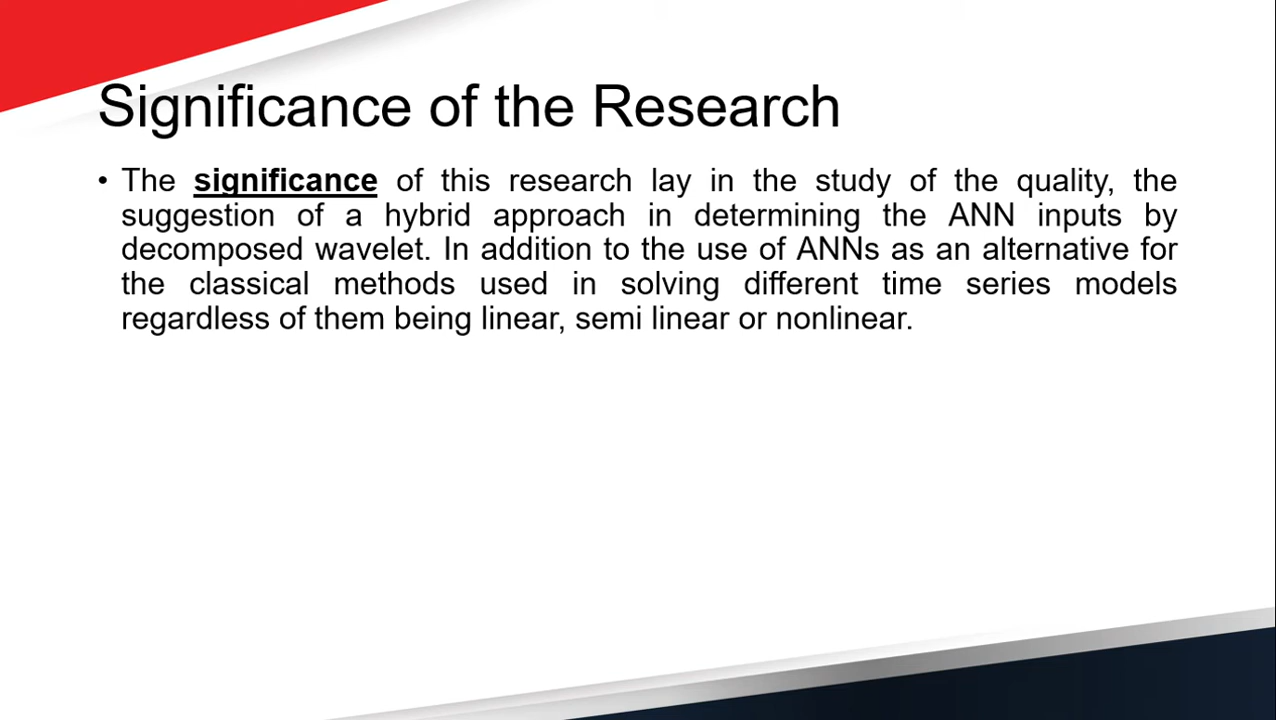 Significance of the Research
• The significance of this research lay in the study of the quality, the
suggestion of a hybrid approach in determining the ANN inputs by
decomposed wavelet. In addition to the use of ANNs as an alternative for
the classical methods used in solving different time series models
regardless of them being linear, semi linear or nonlinear.